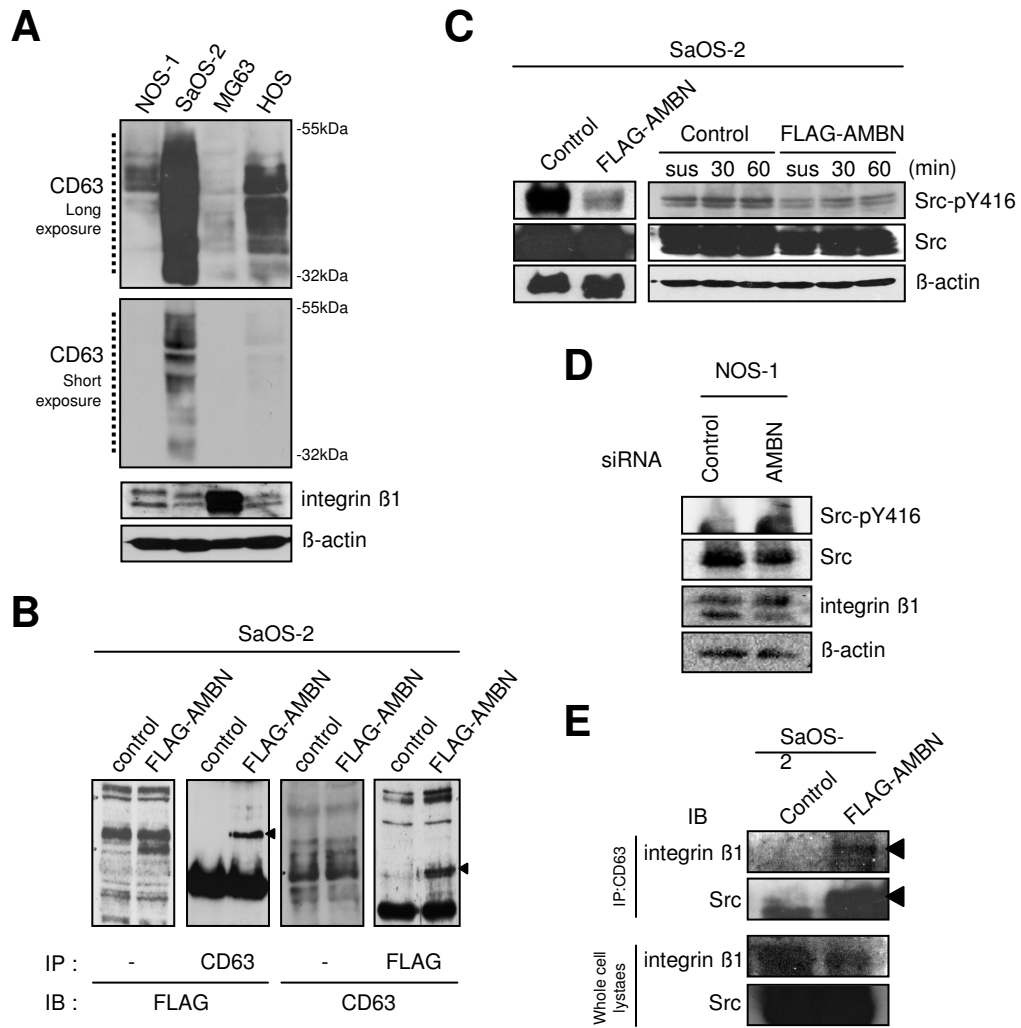 A
NOS-1 SaOS-2 MG63 HOS
-55kDa
CD63
Long
exposure
-32kDa
-55kDa
CD63
Short
exposure
-32kDa
integrin ß1
ß-actin
B
SaOS-2
control FLAG-AMBN control FLAG-AMBN control FLAG-AMBN control FLAG-AMBN
IP : - CD63 - FLAG
IB : FLAG CD63
C
SaOS-2
Control FLAG-AMBN Control FLAG-AMBN
sus 30 60 sus 30 60 (min)
Src-pY416
Src
ß-actin
D
NOS-1
siRNA Control AMBN
Src-pY416
Src
integrin ß1
ß-actin
E
SaOS-
2
IB Control FLAG-AMBN
IP:CD63
integrin ß1
Src
Whole cell
lystaes
integrin ß1
Src